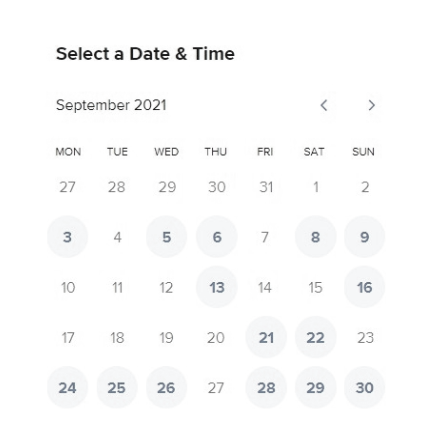 Select a Date & Time
September 2021
MON TUE WED THU FRI SAT SUN
27 28 29 30 31 1 2
3 4 5 6 7 8 9
10 11 12 13 14 15 16
17 18 19 20 21 22 23
24 25 26 27 28 29 30